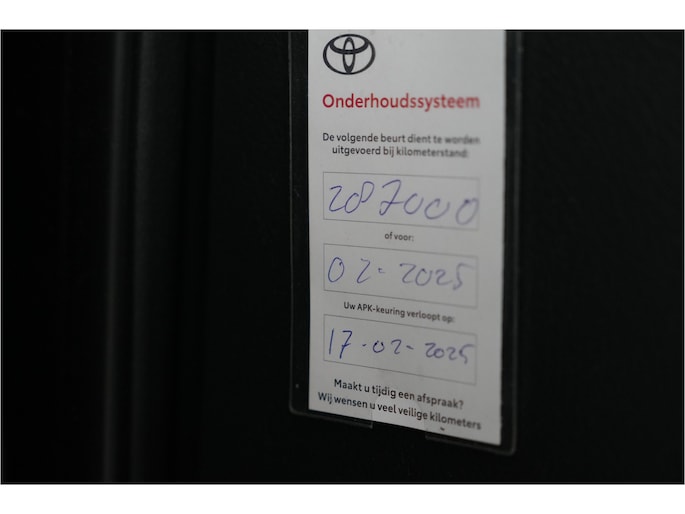 Onderhoudssysteem
De volgende beurt dient te worden
uitgevoerd bij kilometerstand:
287000
of voor:
02-2025
Uw APK-keuring verloopt op:
17-02-2025
Maakt u tijdig een afspraak?
Wij wensen u veel veilige kilometers